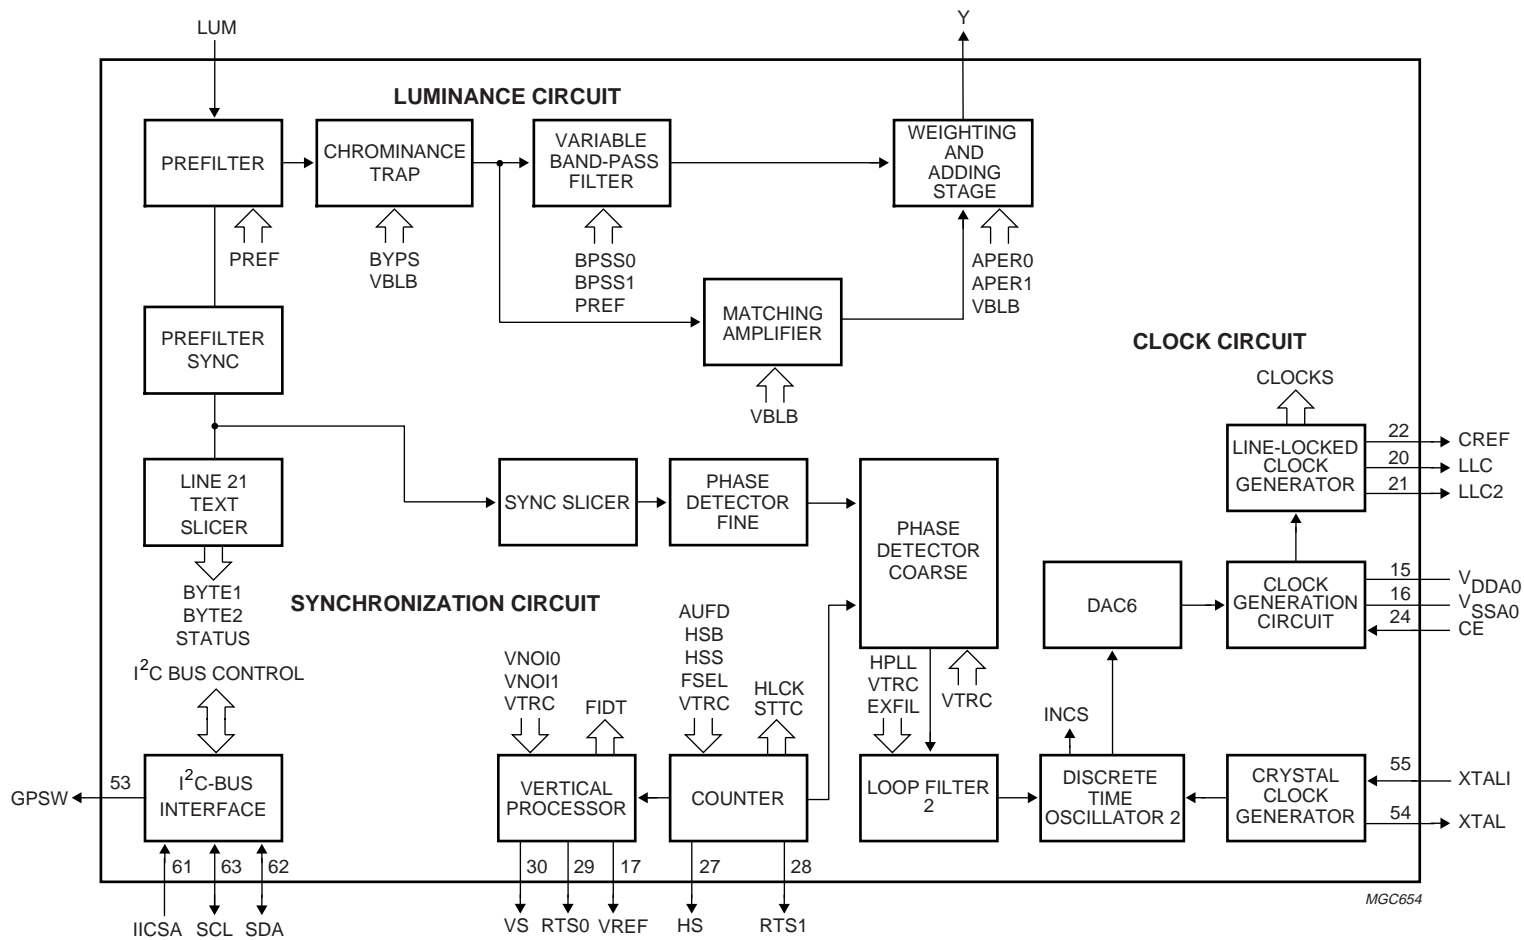 LUM
Y
LUMINANCE CIRCUIT
PREFILTER
CHROMINANCE
TRAP
VARIABLE
BAND-PASS
FILTER
WEIGHTING
AND
ADDING
STAGE
PREF
BYPS
VBLB
BPSS0
BPSS1
PREF
APER0
APER1
VBLB
PREFILTER
SYNC
MATCHING
AMPLIFIER
VBLB
CLOCK CIRCUIT
CLOCKS
LINE-LOCKED
CLOCK
GENERATOR
22
CREF
20
LLC
21
LLC2
LINE 21
TEXT
SLICER
SYNC SLICER
PHASE
DETECTOR
FINE
PHASE
DETECTOR
COARSE
DAC6
CLOCK
GENERATION
CIRCUIT
15
VDDA0
16
VSSA0
24
CE
BYTE1
BYTE2
STATUS
SYNCHRONIZATION CIRCUIT
I2C BUS CONTROL
VNOI0
VNOI1
VTRC
FIDT
AUFD
HSB
HSS
FSEL
VTRC
HLCK
STTC
HPLL
VTRC
EXFIL
VTRC
INCS
GPSW
53
I2C-BUS
INTERFACE
VERTICAL
PROCESSOR
COUNTER
LOOP FILTER
2
DISCRETE
TIME
OSCILLATOR 2
CRYSTAL
CLOCK
GENERATOR
55
XTALI
54
XTAL
61
63
62
30
29
17
27
28
IICSA
SCL
SDA
VS
RTS0
VREF
HS
RTS1
MGC654